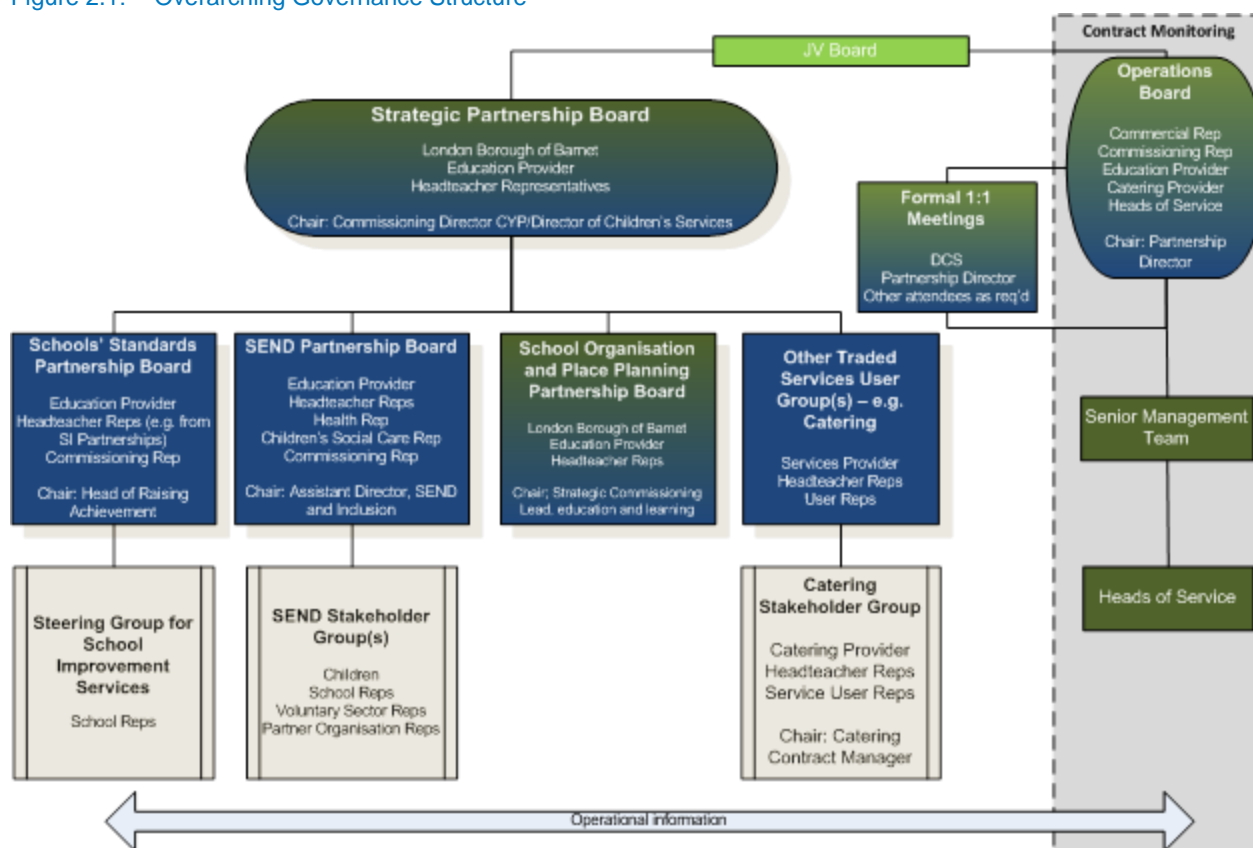 Figure 2.1: Overarching Governance Structure
Contract Monitoring
JV Board
Operations
Board
Commercial Rep
Commissioning Rep
Education Provider
Catering Provider
Heads of Service
Chair: Partnership
Director
Strategic Partnership Board
London Borough of Barnet
Education Provider
Headteacher Representatives
Chair: Commissioning Director CYP/Director of Children's Services
Formal 1:1
Meetings
DCS
Partnership Director
Other attendees as req'd
Schools' Standards
Partnership Board
Education Provider
Headteacher Reps (e.g. from
SI Partnerships)
Commissioning Rep
Chair: Head of Raising
Achievement
SEND Partnership Board
Education Provider
Headteacher Reps
Health Rep
Children's Social Care Rep
Commissioning Rep
Chair: Assistant Director, SEND
and Inclusion
School Organisation
and Place Planning
Partnership Board
London Borough of Barnet
Education Provider
Headteacher Reps
Chair; Strategic Commissioning
Lead, education and learning
Other Traded
Services User
Group(s) – e.g.
Catering
Services Provider
Headteacher Reps
User Reps
Senior Management
Team
Steering Group for
School
Improvement
Services
School Reps
SEND Stakeholder
Group(s)
Children
School Reps
Voluntary Sector Reps
Partner Organisation Reps
Catering
Stakeholder Group
Catering Provider
Headteacher Reps
Service User Reps
Chair: Catering
Contract Manager
Heads of Service
Operational information